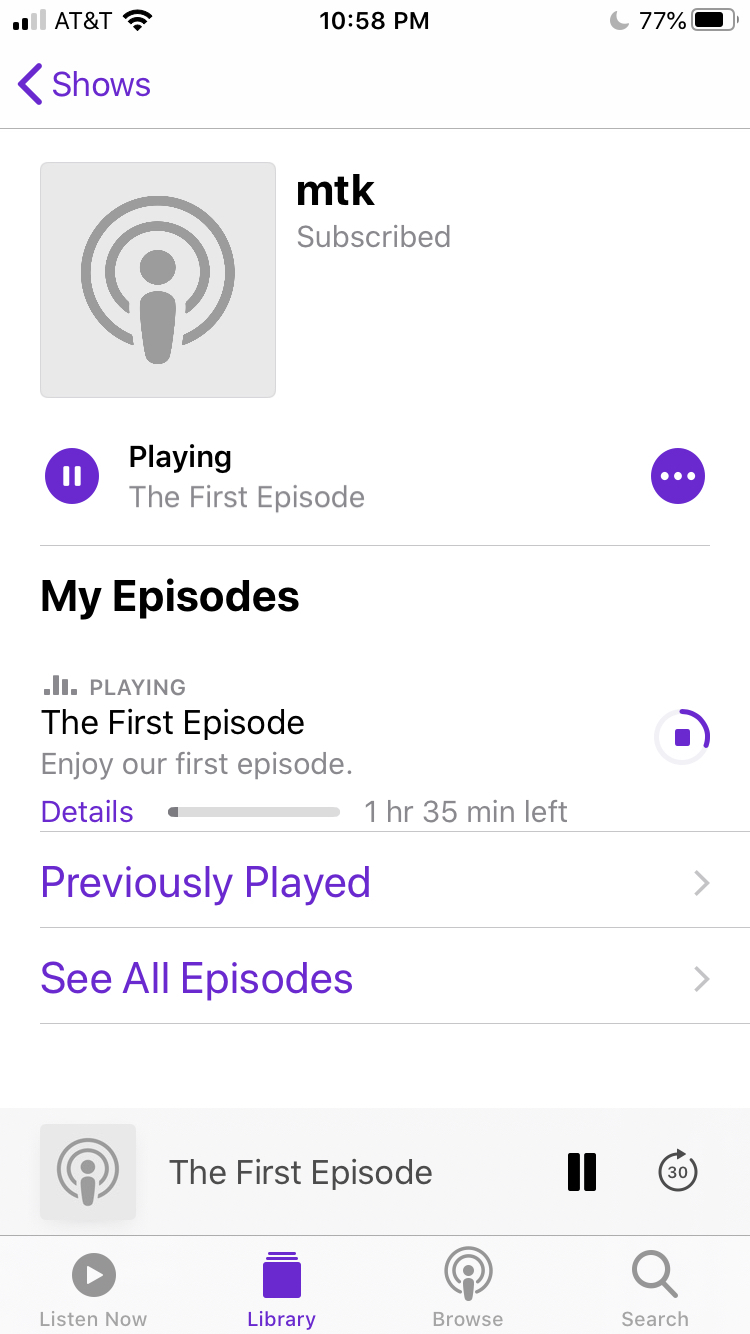 AT&T 10:58 PM 77%
Shows
mtk
Subscribed
Playing
The First Episode
My Episodes
PLAYING
The First Episode
Enjoy our first episode.
Details 1 hr 35 min left
Previously Played
See All Episodes
The First Episode 30
Listen Now Library Browse Search